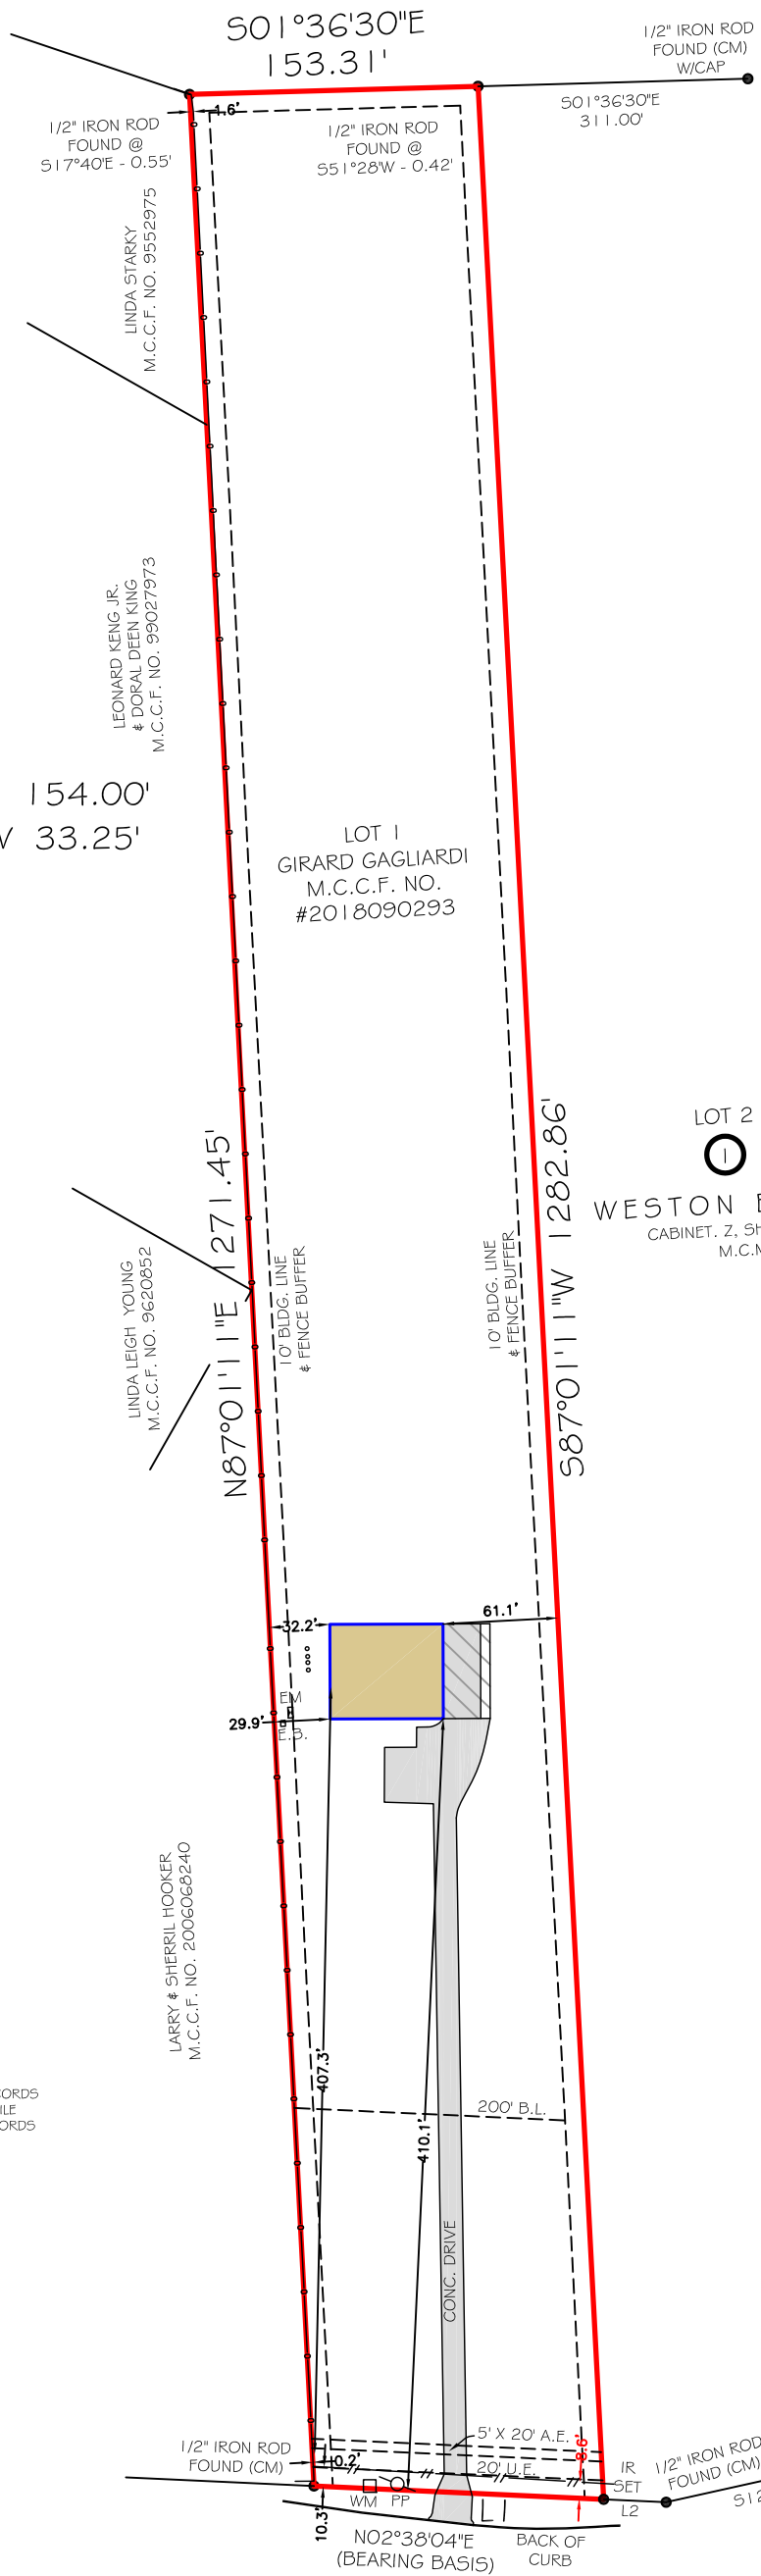 S01°36'30"E
153.31'
1/2" IRON ROD
FOUND (CM)
W/CAP
S01°36'30"E
311.00'
1.6'
1/2" IRON ROD
FOUND @
S17°40'E - 0.55'
1/2" IRON ROD
FOUND @
S51°28'W - 0.42'
LINDA STARKY
M.C.C.F. NO. 9552975
LEONARD KENG JR.
& DORAL DEEN KING
M.C.C.F. NO. 99027973
154.00'
33.25'
LOT 1
GIRARD GAGLIARDI
M.C.C.F. NO.
#2018090293
N87°01'11"E 1271.45'
S87°01'11"W 1282.86'
LOT 2
1
WESTON
CABINET. Z,
10' BLDG. LINE
& FENCE BUFFER
10' BLDG. LINE
& FENCE BUFFER
LINDA LEIGH YOUNG
M.C.C.F. NO. 9620852
61.1'
32.2'
EM
29.9'
E.B.
LARRY & SHERRIL HOOKER
M.C.C.F. NO. 2006068240
407.3'
410.1'
200' B.L.
CONC. DRIVE
5' X 20' A.E.
8.6'
1/2" IRON ROD
FOUND (CM)
0.2'
20' U.E.
IR
SET
1/2" IRON ROD
FOUND (CM)
WM
PP
L1
L2
10.3'
N02°38'04"E
(BEARING BASIS)
BACK OF
CURB